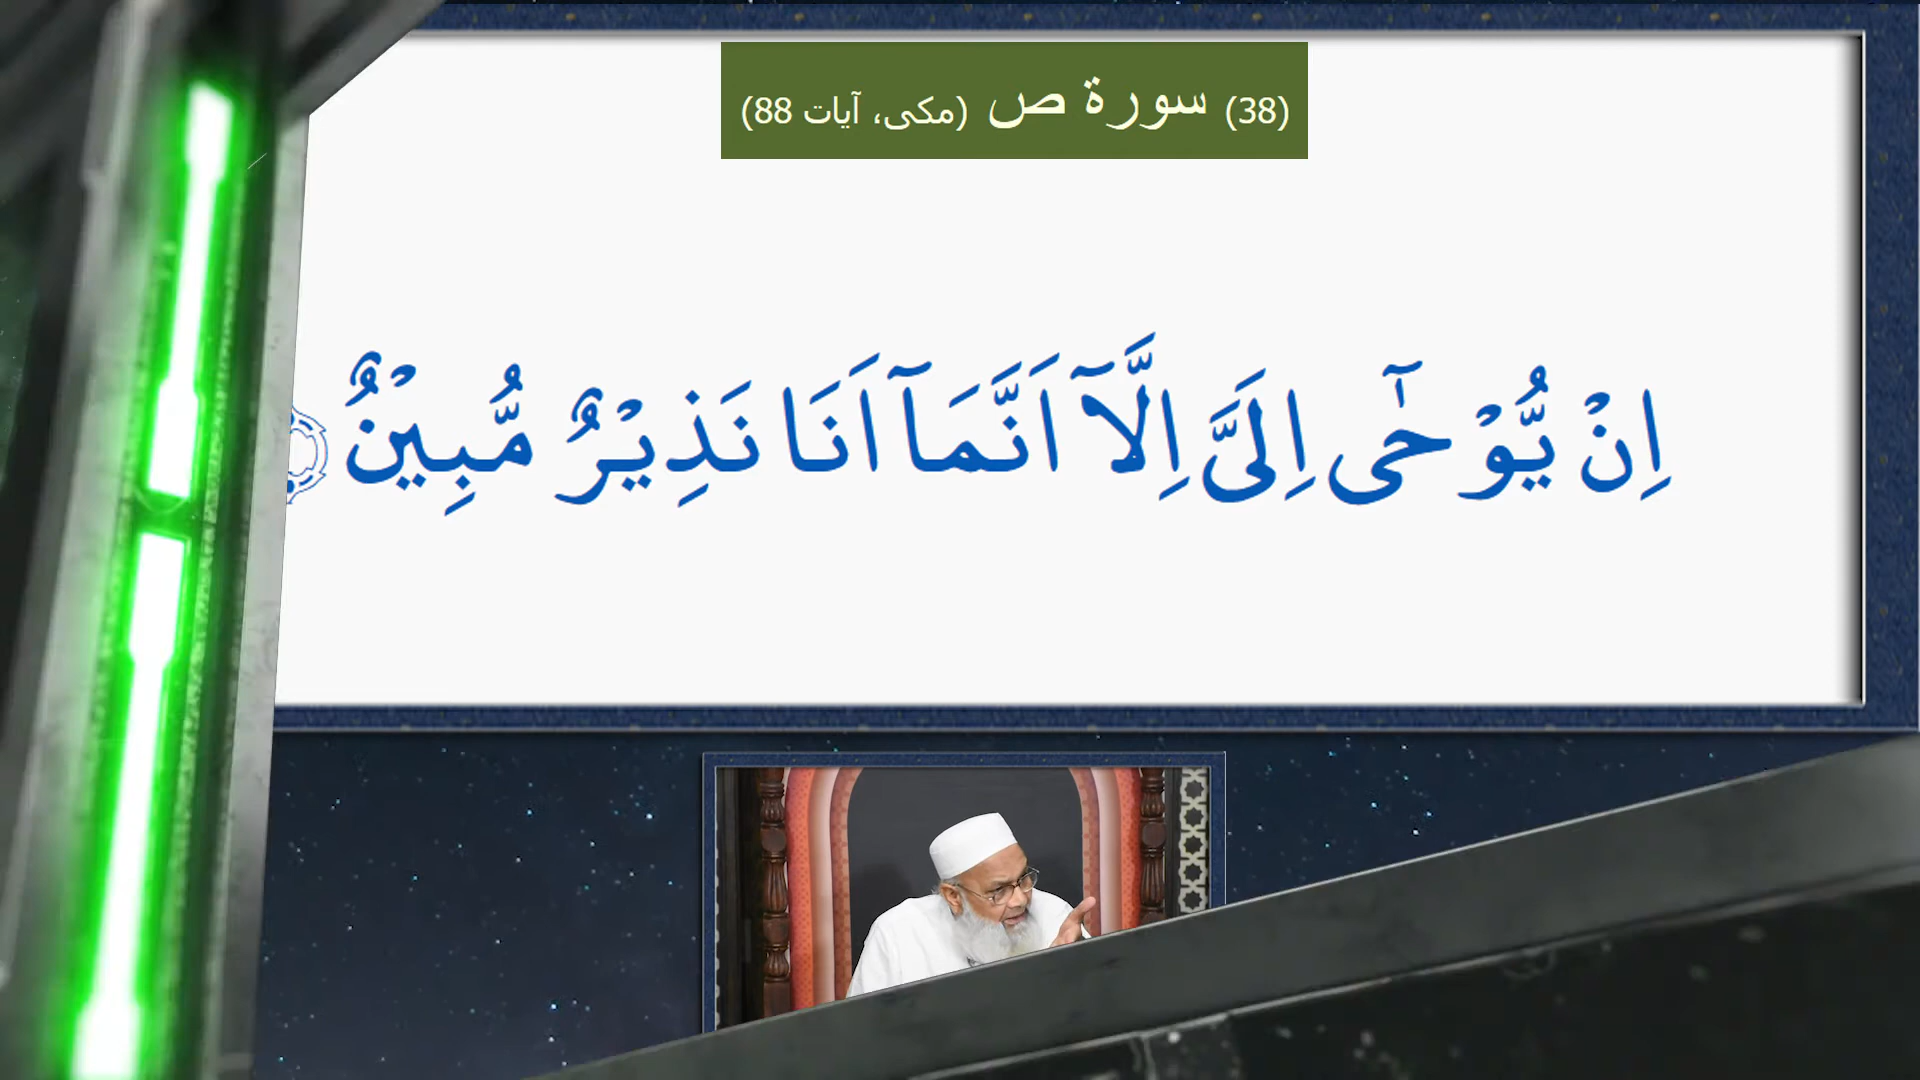 (38) سورة ص (مکی، آیات 88)
اِنْ يُّوْحٰۤى اِلَىَّ اِلَّاۤ اَنَّمَاۤ اَنَا نَذِيْرٌ مُّبِيْنٌ